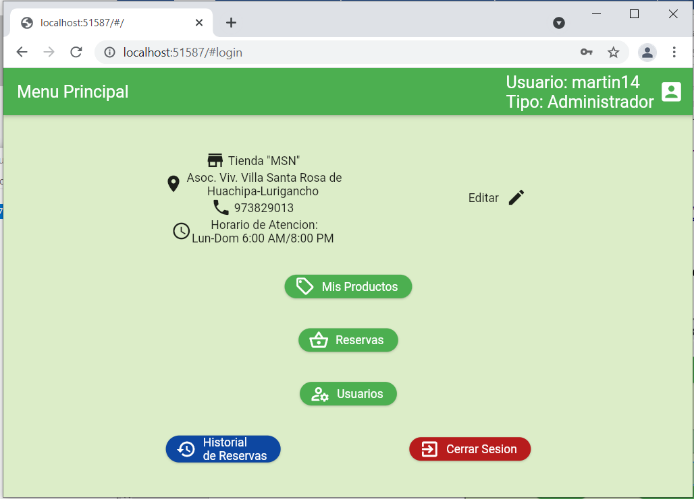 localhost:51587/#/
localhost:51587/#login
Menu Principal
Usuario: martin14
Tipo: Administrador
Tienda "MSN"
Asoc. Viv. Villa Santa Rosa de
Huachipa-Lurigancho
973829013
Horario de Atencion:
Lun-Dom 6:00 AM/8:00 PM
Editar
Mis Productos
Reservas
Usuarios
Historial
de Reservas
Cerrar Sesion